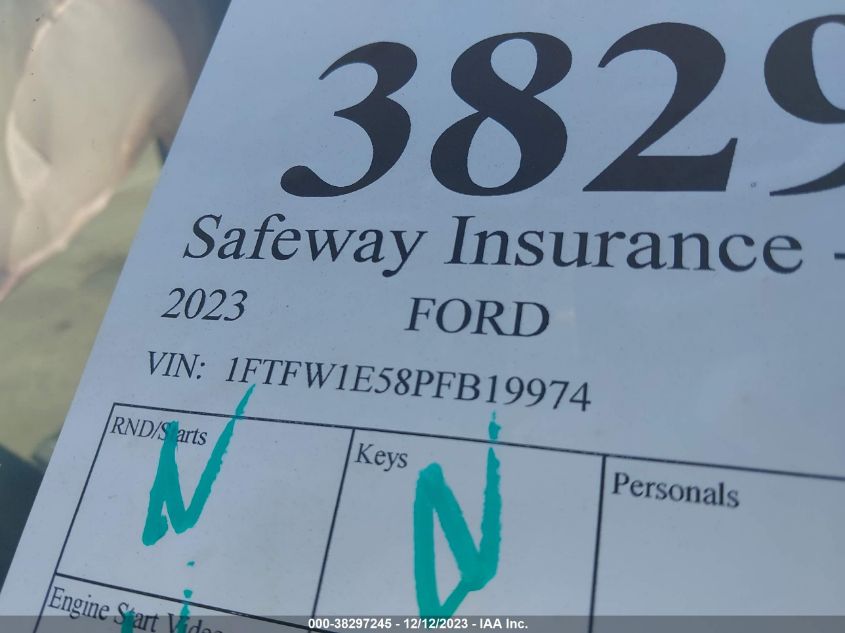 3829
Safeway Insurance -
2023 FORD
VIN: 1FTFW1E58PFB19974
RND/Starts Keys Personals
N N
Engine Start Video
000-38297245 - 12/12/2023 - IAA Inc.